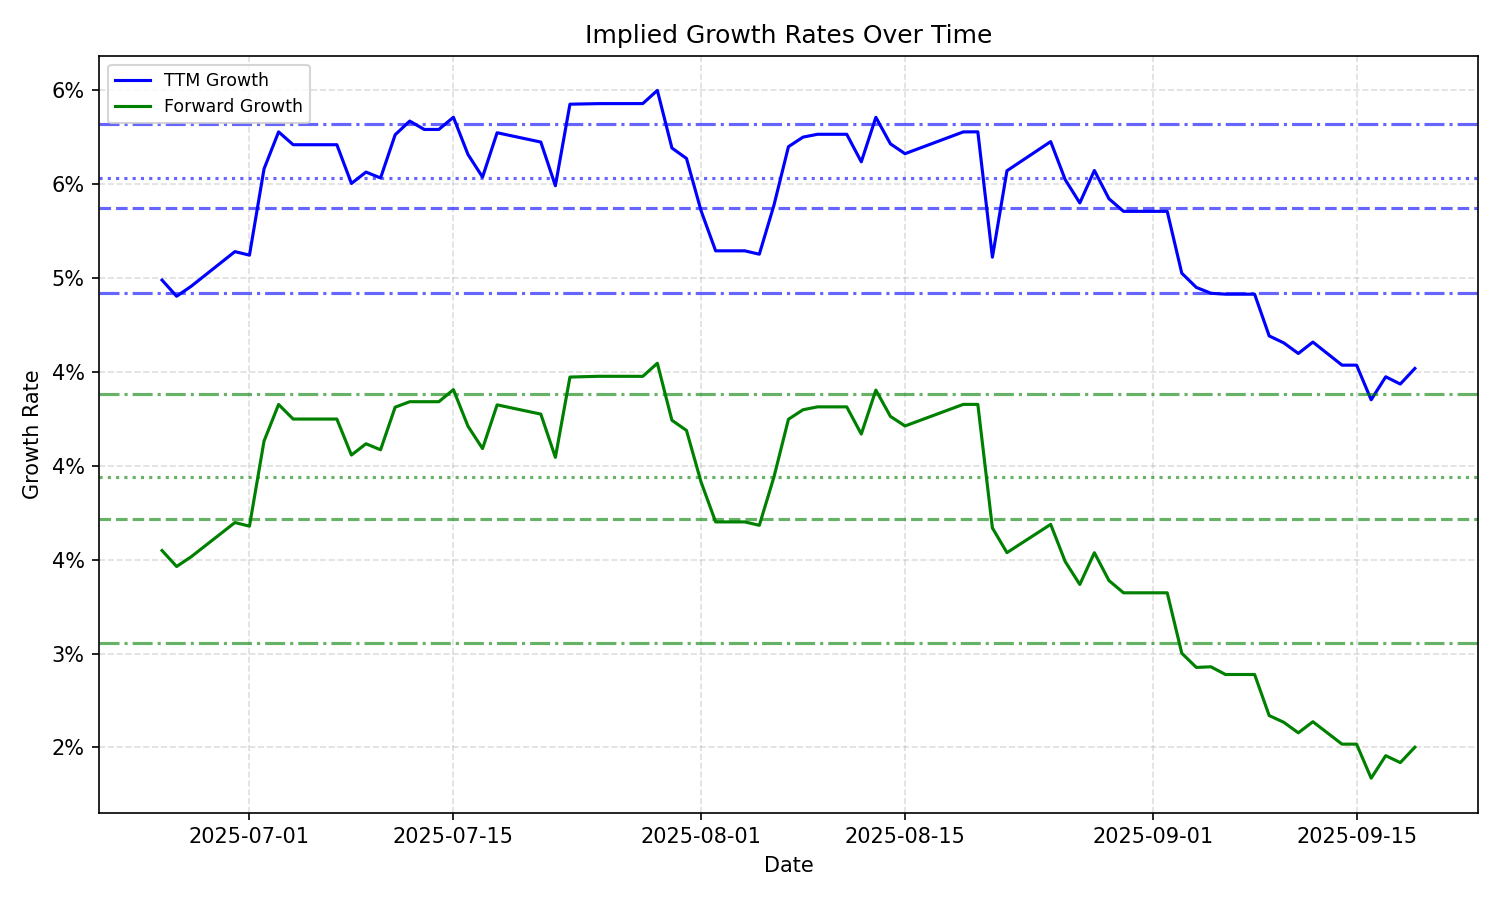 Implied Growth Rates Over Time
TTM Growth
Forward Growth
6%
6%
5%
4%
4%
4%
3%
2%
Growth Rate
2025-07-01
2025-07-15
2025-08-01
2025-08-15
2025-09-01
2025-09-15
Date